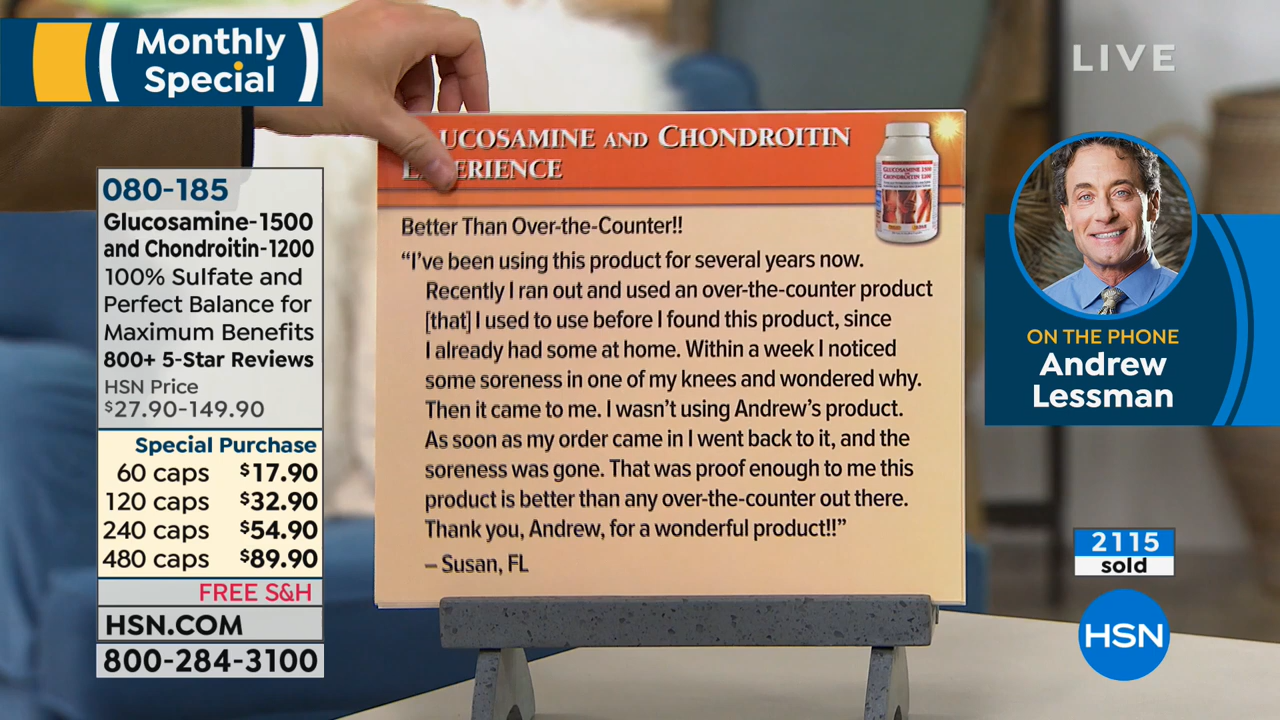 Monthly
Special
LIVE
080-185
Glucosamine-1500
and Chondroitin-1200
100% Sulfate and
Perfect Balance for
Maximum Benefits
800+ 5-Star Reviews
HSN Price
$27.90-149.90
Special Purchase
60 caps $17.90
120 caps $32.90
240 caps $54.90
480 caps $89.90
FREE S&H
HSN.COM
800-284-3100
UCOSAMINE AND CHONDROITIN
ERIENCE
GLUCOSAMINE 1500
CHONDROITIN 1200
Better Than Over-the-Counter!!
“I’ve been using this product for several years now.
Recently I ran out and used an over-the-counter product
[that] I used to use before I found this product, since
I already had some at home. Within a week I noticed
some soreness in one of my knees and wondered why.
Then it came to me. I wasn’t using Andrew’s product.
As soon as my order came in I went back to it, and the
soreness was gone. That was proof enough to me this
product is better than any over-the-counter out there.
Thank you, Andrew, for a wonderful product!!”
– Susan, FL
ON THE PHONE
Andrew
Lessman
2115
sold
HSN